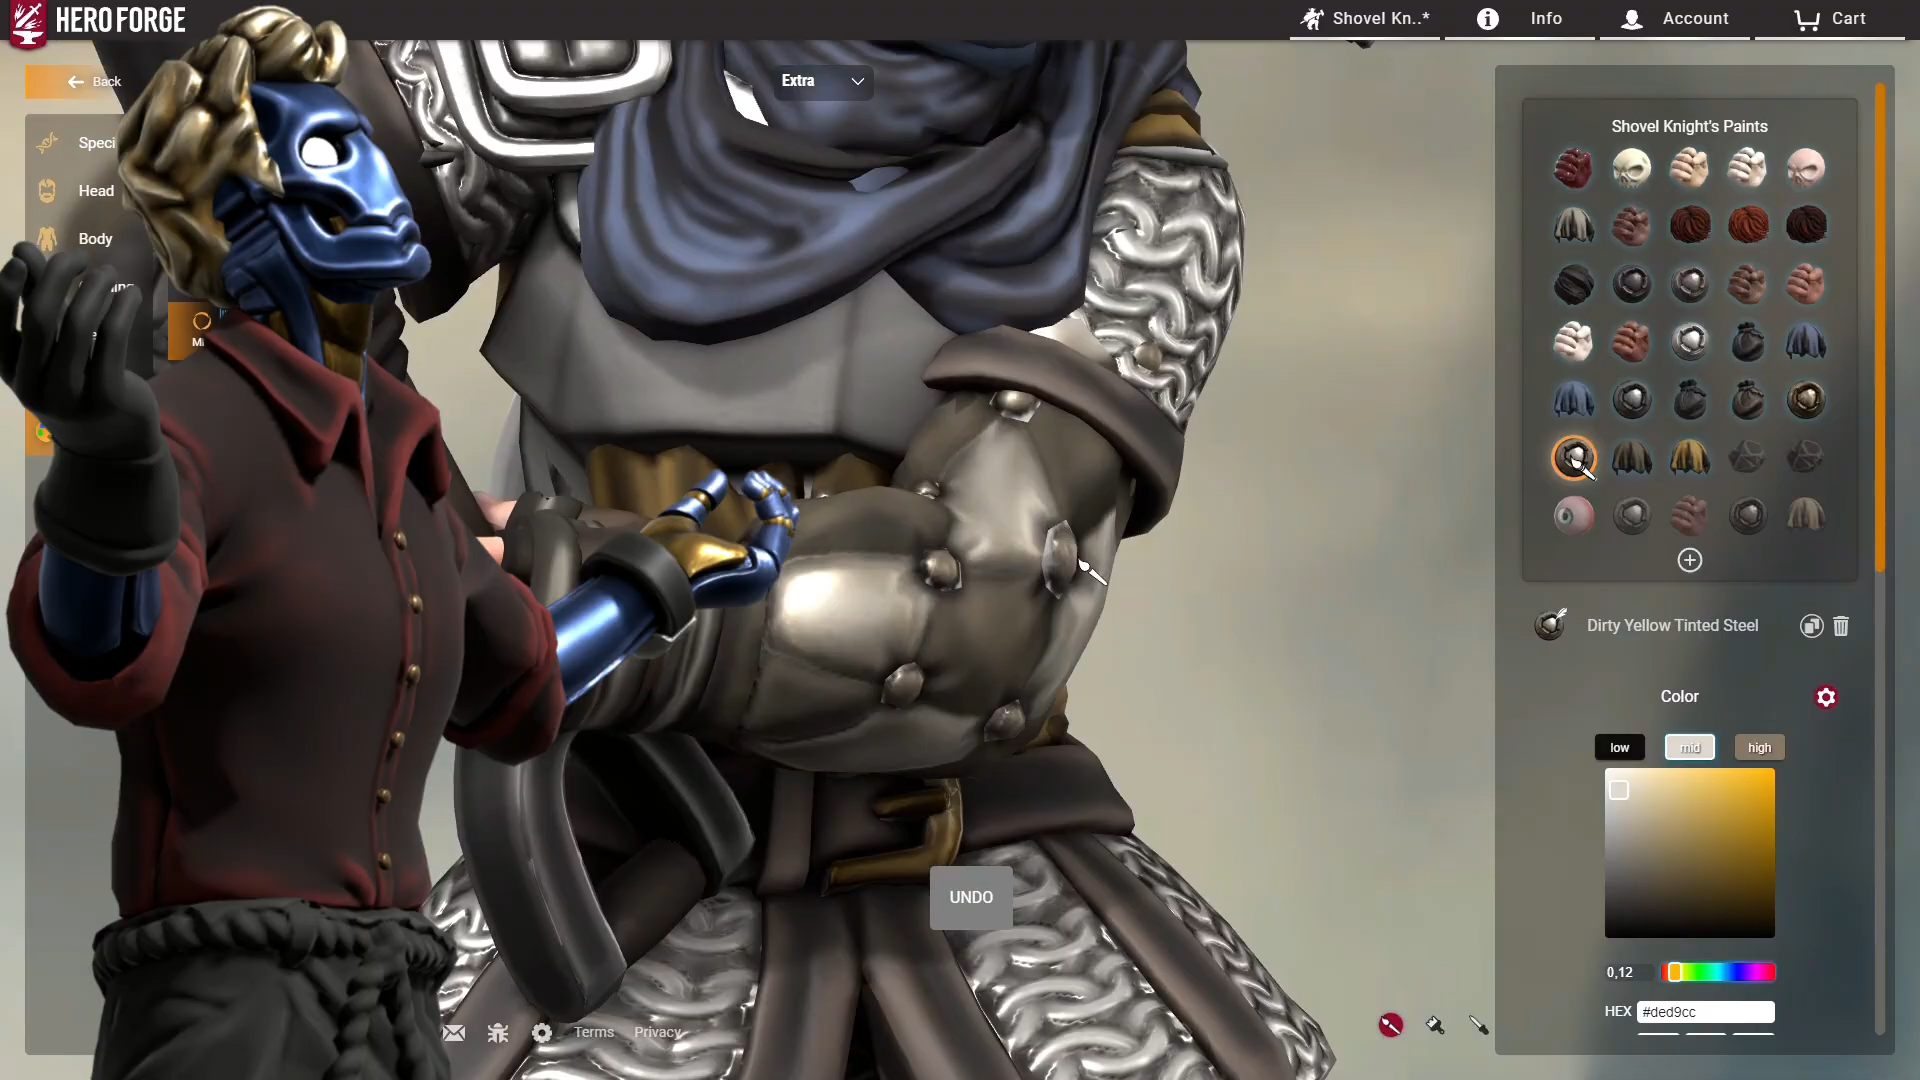 HERO FORGE
Shovel Kn..*
Info
Account
Cart
Back
Extra
Speci
Head
Body
Shovel Knight's Paints
Dirty Yellow Tinted Steel
Color
low
mid
high
UNDO
0,12
HEX
#ded9cc
Terms
Privacy